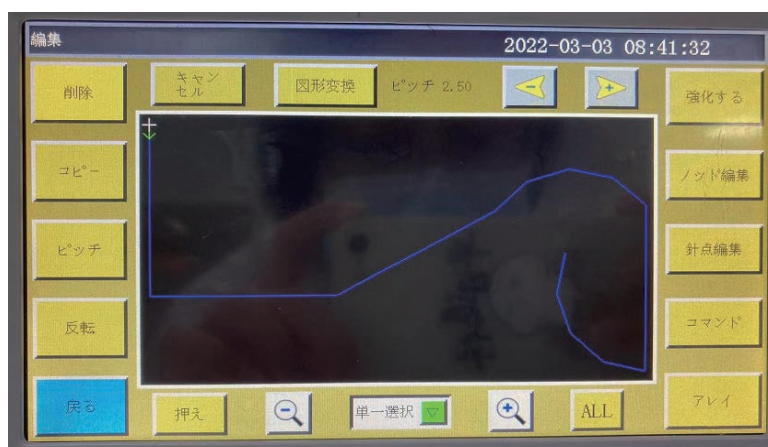 編集 2022-03-03 08:41:32
削除
キャン
セル
図形変換
ピッチ 2.50
強化する
コピー
ノッド編集
ピッチ
針点編集
反転
コマンド
戻る
押え
単一選択
ALL
アレイ